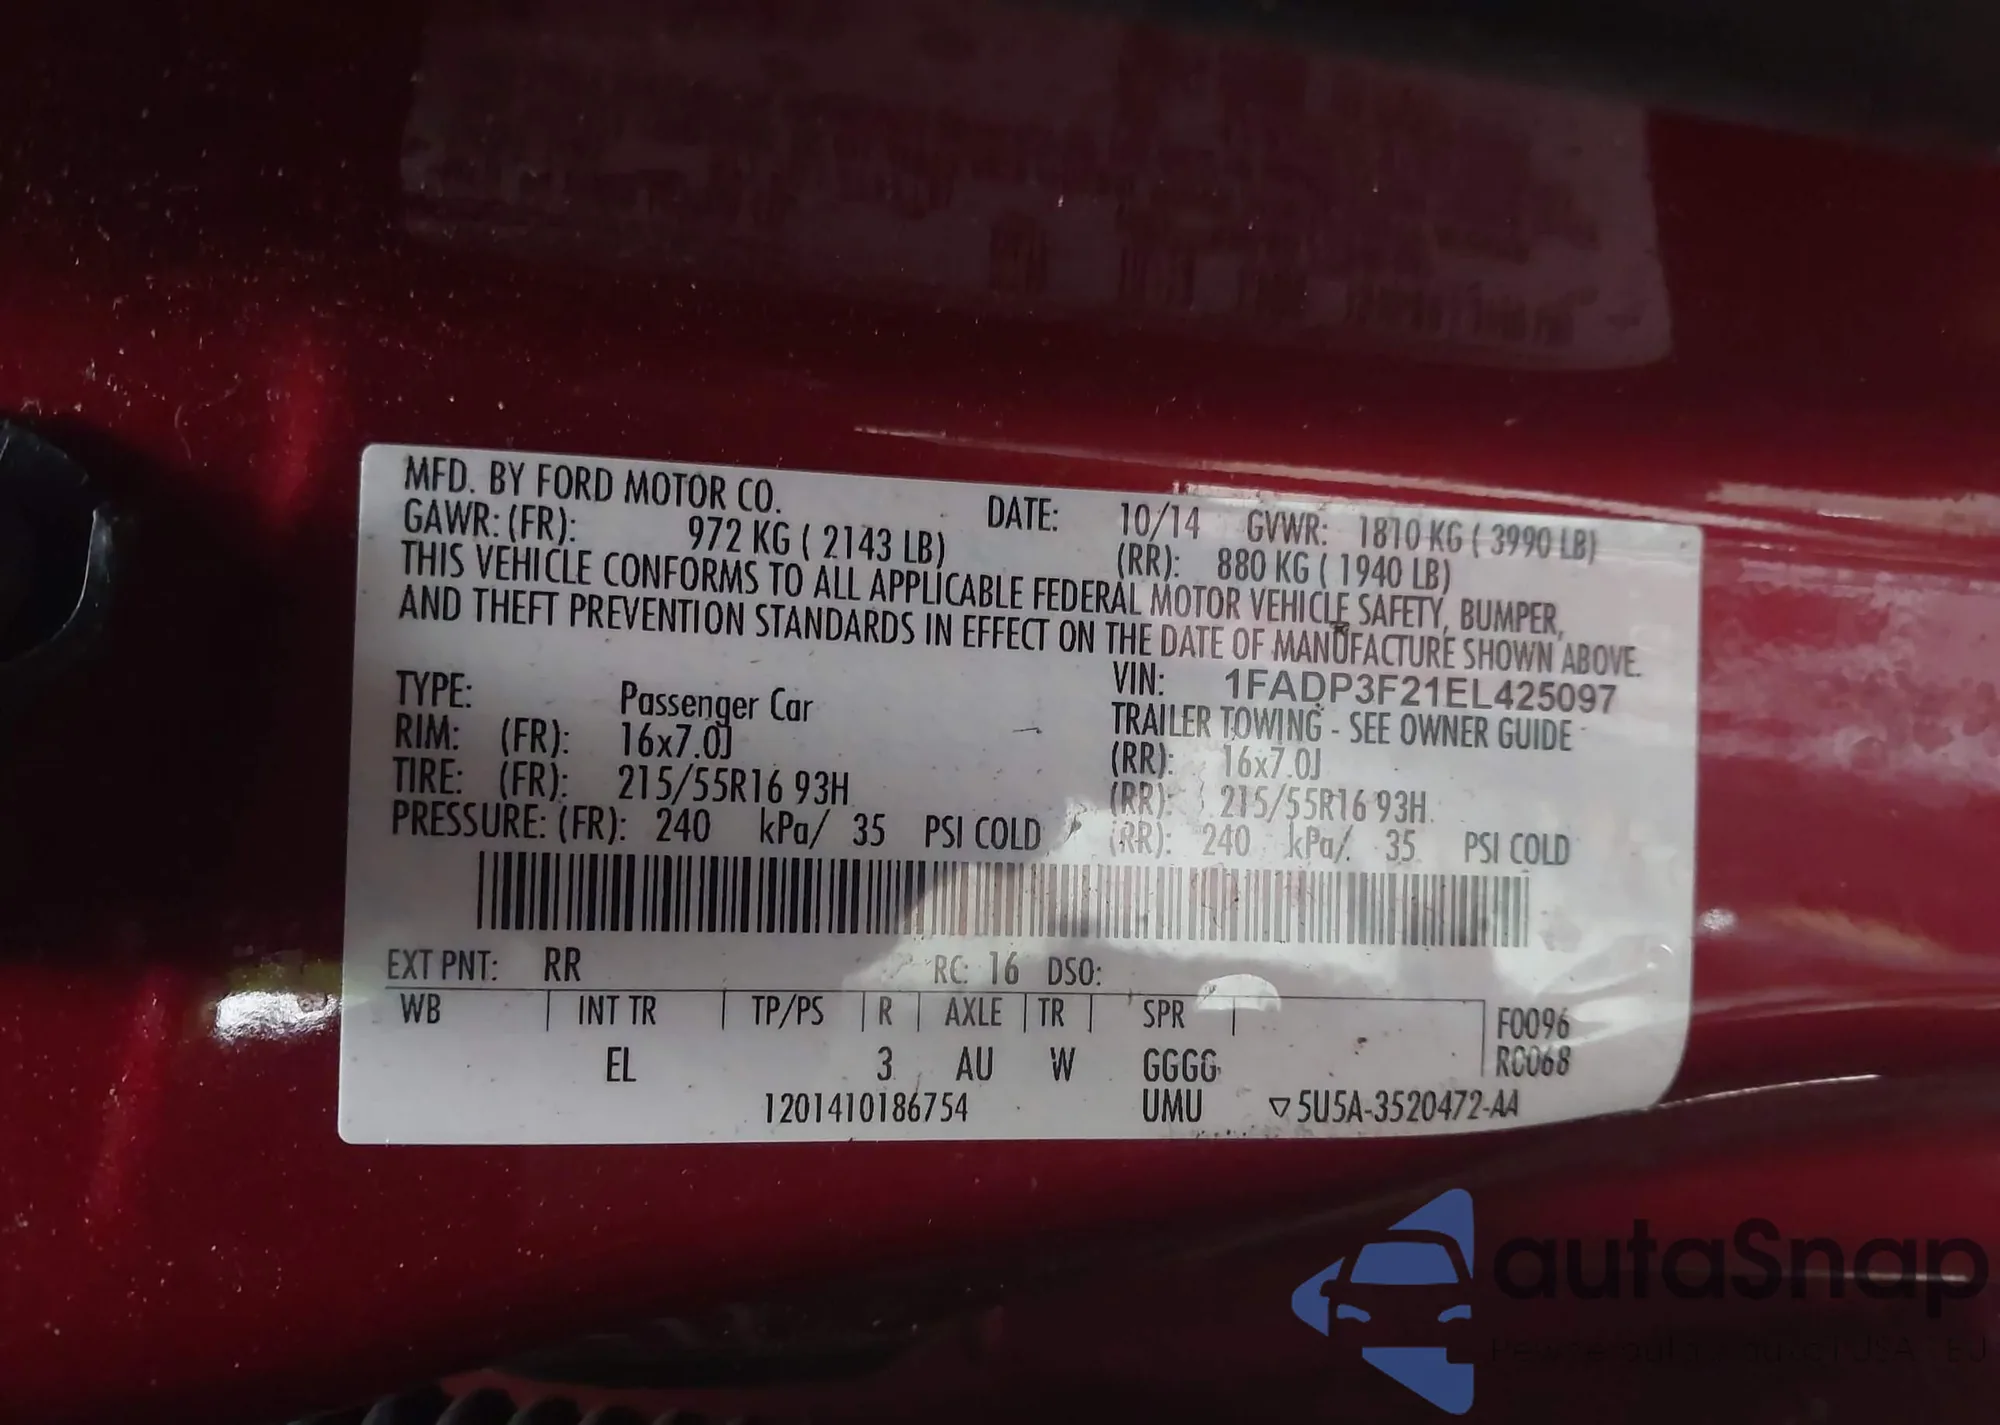 MFD. BY FORD MOTOR CO. DATE: 10/14 GVWR: 1810 KG ( 3990 LB)
GAWR: (FR): 972 KG ( 2143 LB) (RR): 880 KG ( 1940 LB)
THIS VEHICLE CONFORMS TO ALL APPLICABLE FEDERAL MOTOR VEHICLE SAFETY, BUMPER,
AND THEFT PREVENTION STANDARDS IN EFFECT ON THE DATE OF MANUFACTURE SHOWN ABOVE.
VIN: 1FADP3F21EL425097
TYPE: Passenger Car TRAILER TOWING - SEE OWNER GUIDE
RIM: (FR): 16x7.0J (RR): 16x7.0J
TIRE: (FR): 215/55R16 93H (RR): 215/55R16 93H
PRESSURE: (FR): 240 kPa/ 35 PSI COLD (RR): 240 kPa/ 35 PSI COLD
EXT PNT: RR RC: 16 DSO:
WB INT TR TP/PS R AXLE TR SPR F0096
EL 3 AU W GGGG R0068
1201410186754 UMU ▽5U5A-3520472-AA
autaSnap